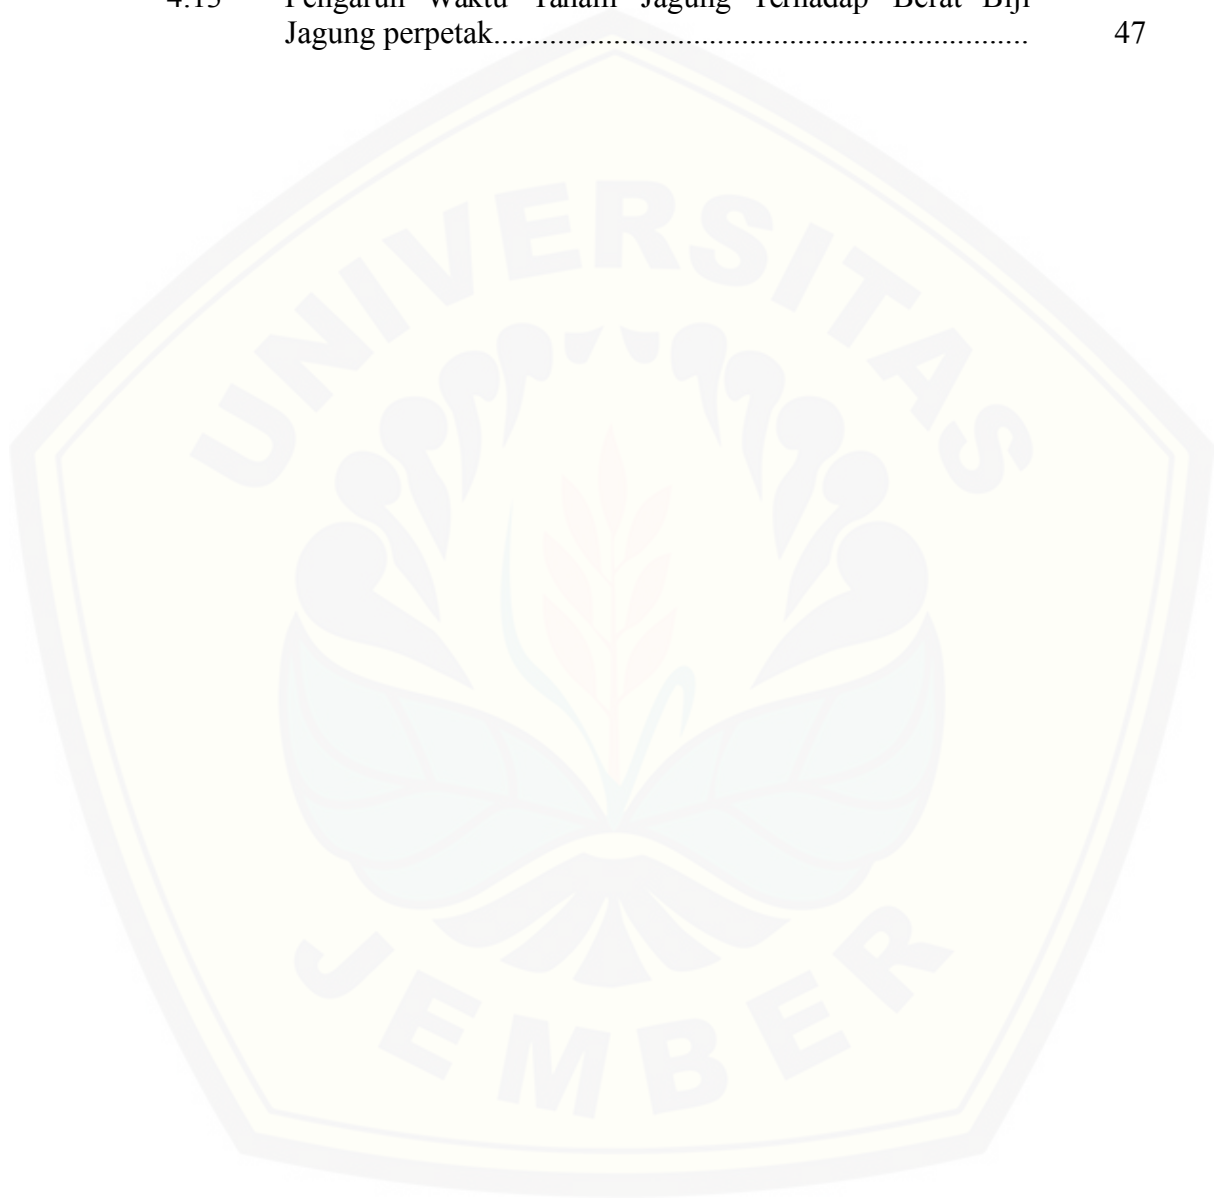 4.15 Pengaruh Waktu Tanam Jagung Terhadap Berat Biji
Jagung perpetak.................................................................. 47
UNIVERSITAS
JEMBER